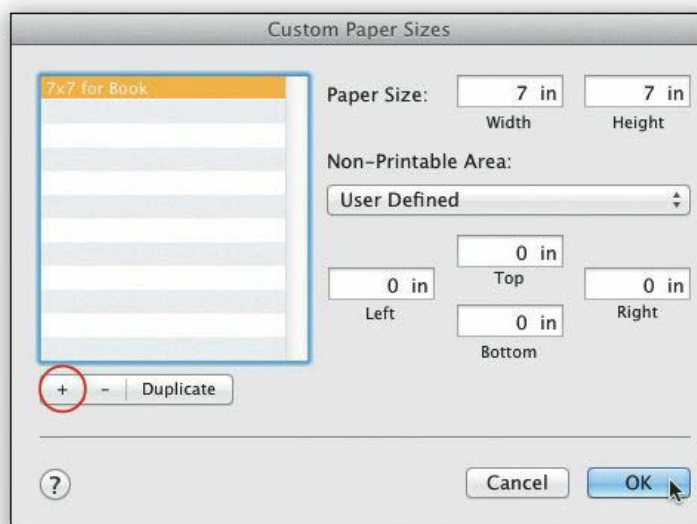 Custom Paper Sizes
7x7 for Book
Paper Size: 7 in 7 in
Width Height
Non-Printable Area:
User Defined
0 in
Top
0 in 0 in
Left Right
0 in
Bottom
+ - Duplicate
? Cancel OK